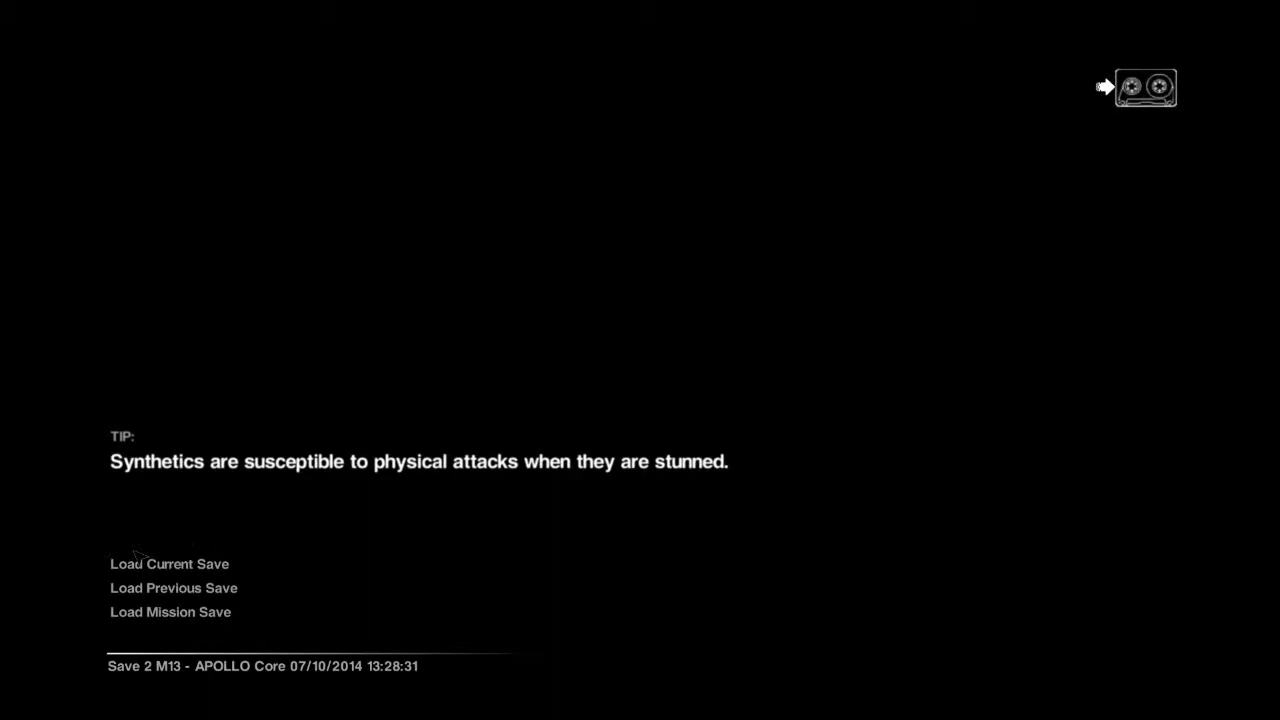 TIP:
Synthetics are susceptible to physical attacks when they are stunned.
Load Current Save
Load Previous Save
Load Mission Save
Save 2 M13 - APOLLO Core 07/10/2014 13:28:31